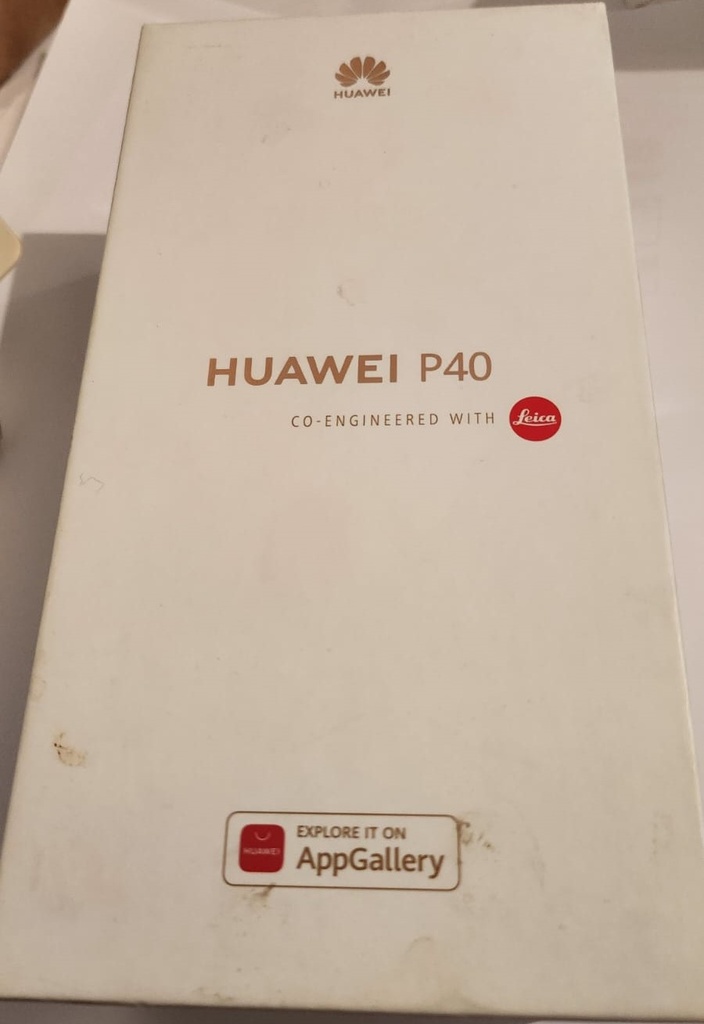 HUAWEI
HUAWEI P40
CO-ENGINEERED WITH Leica
EXPLORE IT ON
HUAWEI AppGallery